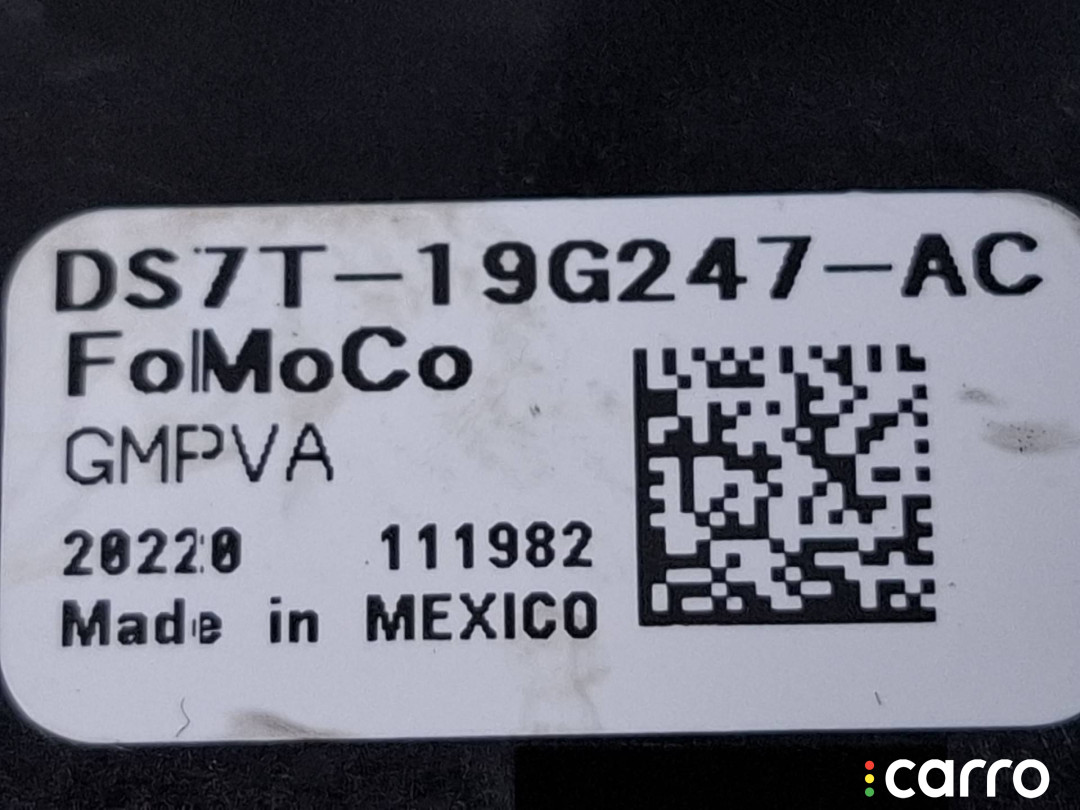 DS7T-19G247-AC
FoMoCo
GMPVA
20220 111982
Made in MEXICO
carro